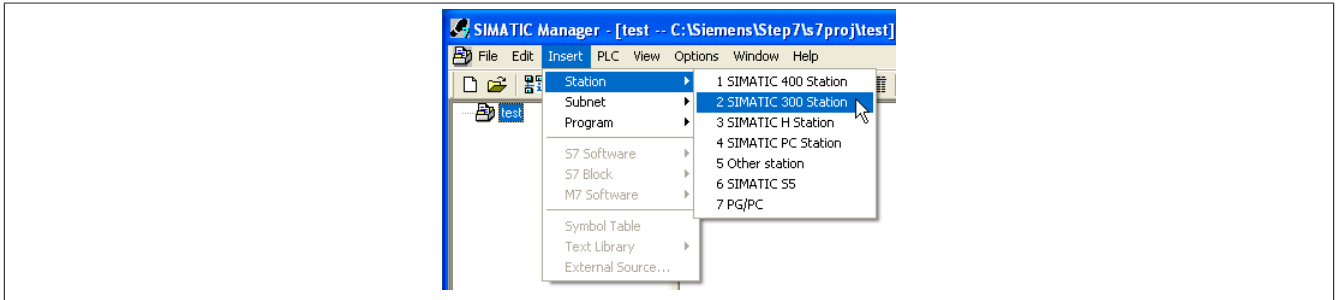 SIMATIC Manager - [test -- C:\Siemens\Step7\s7proj\test]
File Edit Insert PLC View Options Window Help
test
Station
Subnet
Program
S7 Software
S7 Block
M7 Software
Symbol Table
Text Library
External Source...
1 SIMATIC 400 Station
2 SIMATIC 300 Station
3 SIMATIC H Station
4 SIMATIC PC Station
5 Other station
6 SIMATIC S5
7 PG/PC